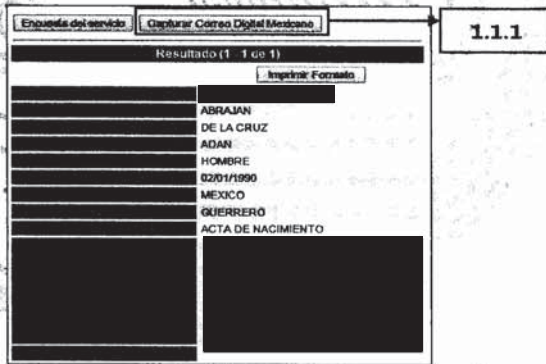 Encuesta del servicio
Capturar Correo Digital Mexicano
1.1.1
Resultado (1 - 1 de 1)
Imprimir Formato
ABRAJAN
DE LA CRUZ
ADAN
HOMBRE
02/01/1990
MEXICO
GUERRERO
ACTA DE NACIMIENTO